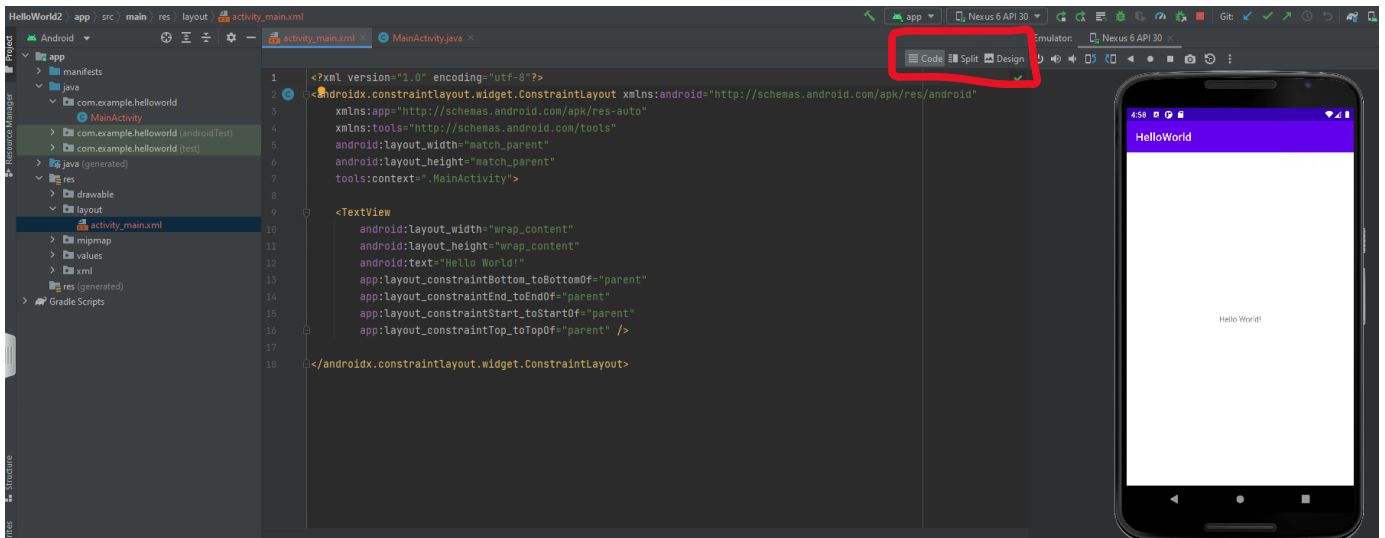 HelloWorld2 app src main res layout activity_main.xml
app Nexus 6 API 30 Git:
Project
Resource Manager
Structure
Android
app
manifests
java
com.example.helloworld
MainActivity
com.example.helloworld (androidTest)
com.example.helloworld (test)
java (generated)
res
drawable
layout
activity_main.xml
mipmap
values
xml
res (generated)
Gradle Scripts
activity_main.xml MainActivity.java
Code Split Design
1 <?xml version="1.0" encoding="utf-8"?>
2 <androidx.constraintlayout.widget.ConstraintLayout xmlns:android="http://schemas.android.com/apk/res/android"
3 xmlns:app="http://schemas.android.com/apk/res-auto"
4 xmlns:tools="http://schemas.android.com/tools"
5 android:layout_width="match_parent"
6 android:layout_height="match_parent"
7 tools:context=".MainActivity">
8
9 <TextView
10 android:layout_width="wrap_content"
11 android:layout_height="wrap_content"
12 android:text="Hello World!"
13 app:layout_constraintBottom_toBottomOf="parent"
14 app:layout_constraintEnd_toEndOf="parent"
15 app:layout_constraintStart_toStartOf="parent"
16 app:layout_constraintTop_toTopOf="parent" />
17
18 </androidx.constraintlayout.widget.ConstraintLayout>
Emulator: Nexus 6 API 30
4:58
HelloWorld
Hello World!